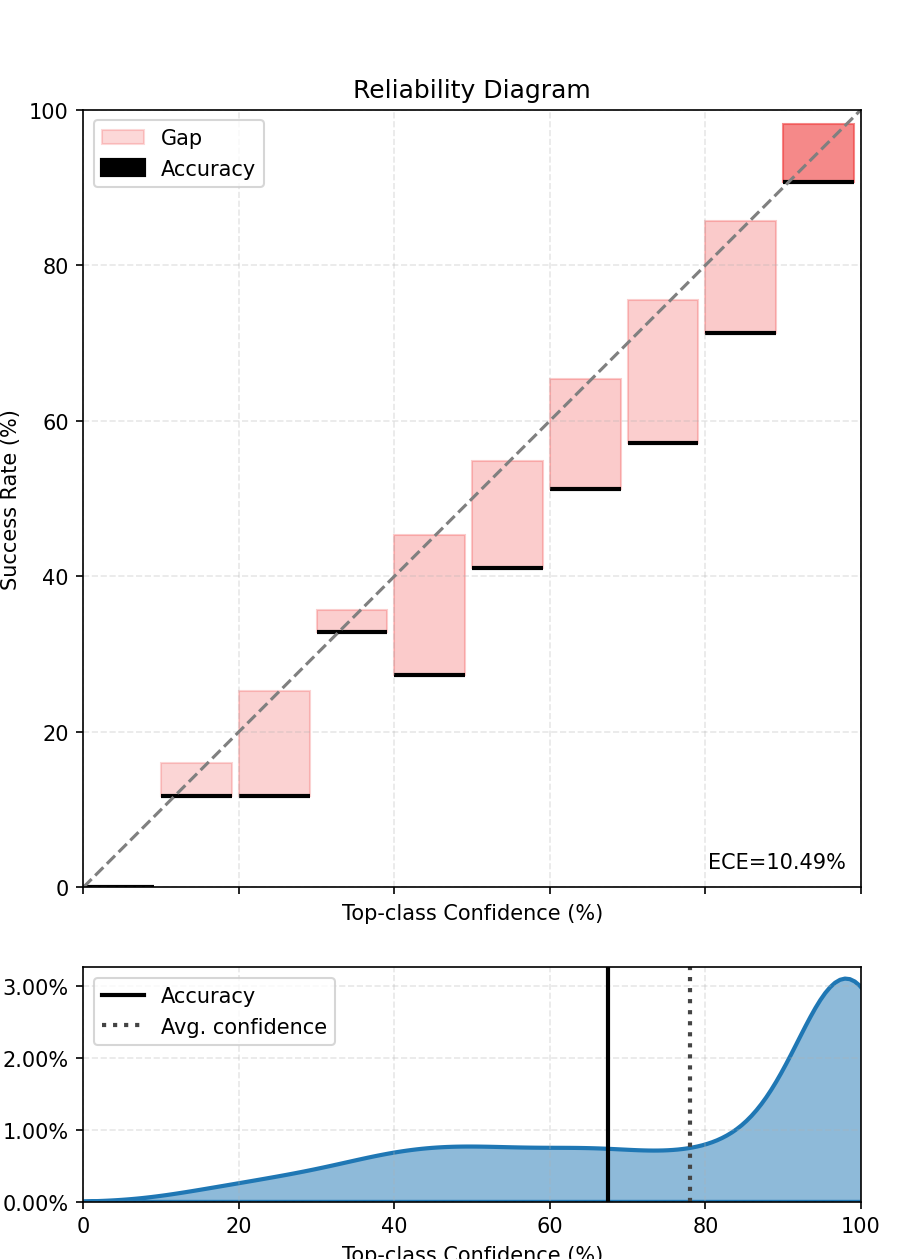 Reliability Diagram
Gap
Accuracy
100
80
60
40
20
0
Success Rate (%)
ECE=10.49%
Top-class Confidence (%)
Accuracy
Avg. confidence
3.00%
2.00%
1.00%
0.00%
0 20 40 60 80 100
Top-class Confidence (%)